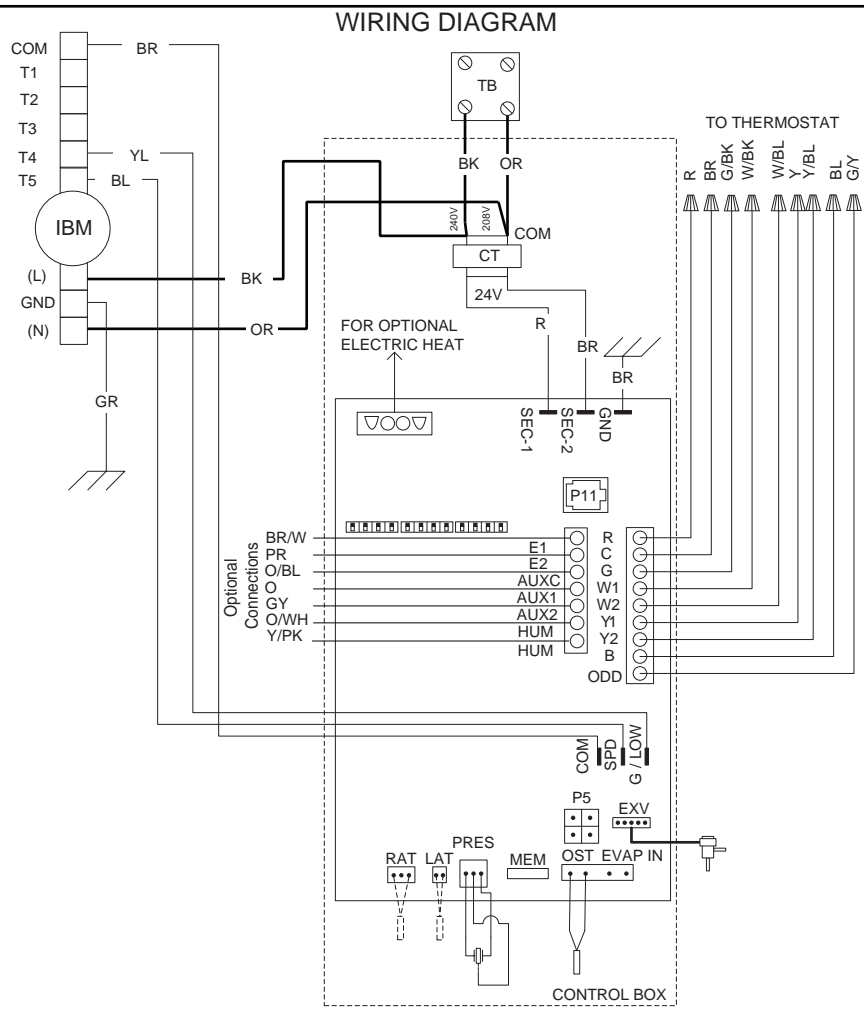 WIRING DIAGRAM
COM
BR
T1
T2
T3
T4
YL
T5
BL
IBM
(L)
BK
GND
(N)
OR
GR
TB
BK
OR
240V
208V
COM
CT
24V
R
BR
BR
FOR OPTIONAL
ELECTRIC HEAT
TO THERMOSTAT
R
BR
G/BK
W/BK
W/BL
Y
Y/BL
BL
G/Y
SEC-1
SEC-2
GND
P11
Optional
Connections
BR/W
PR
O/BL
O
GY
O/WH
Y/PK
E1
E2
AUXC
AUX1
AUX2
HUM
HUM
R
C
G
W1
W2
Y1
Y2
B
ODD
COM
SPD
G / LOW
P5
EXV
RAT
LAT
PRES
MEM
OST
EVAP IN
CONTROL BOX